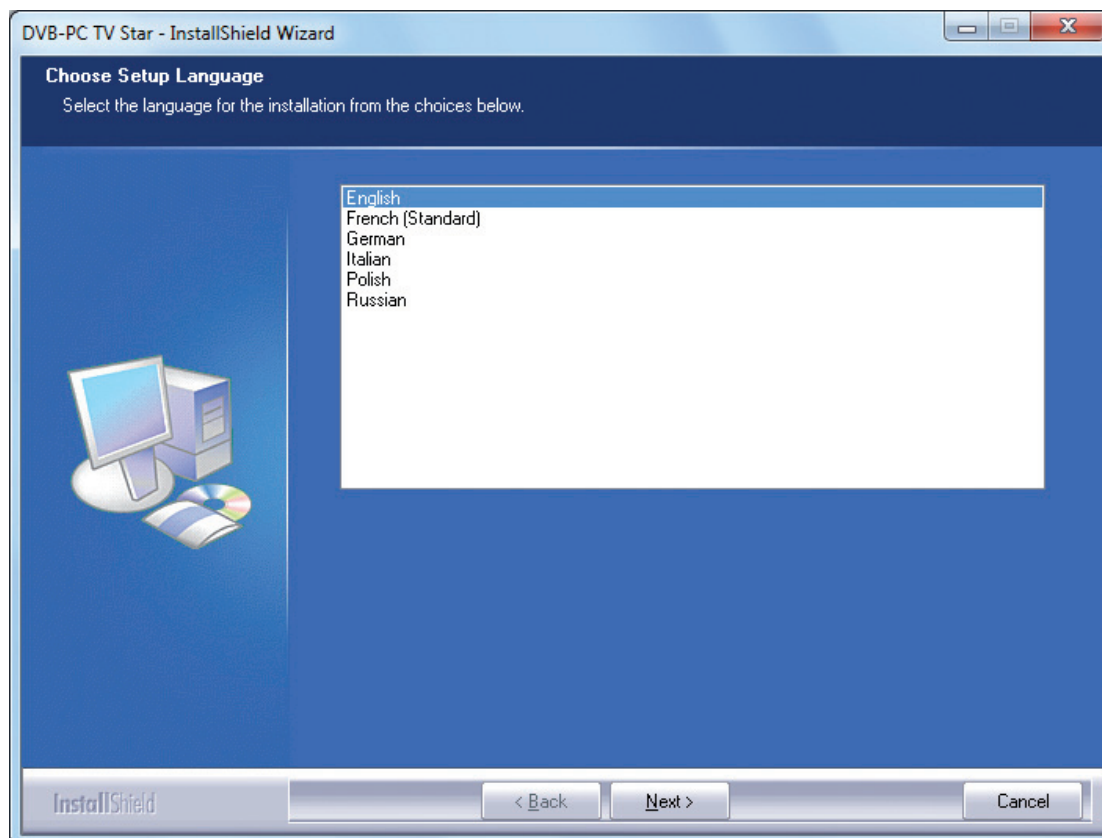 DVB-PC TV Star - InstallShield Wizard
Choose Setup Language
Select the language for the installation from the choices below.
English
French (Standard)
German
Italian
Polish
Russian
InstallShield
< Back
Next >
Cancel